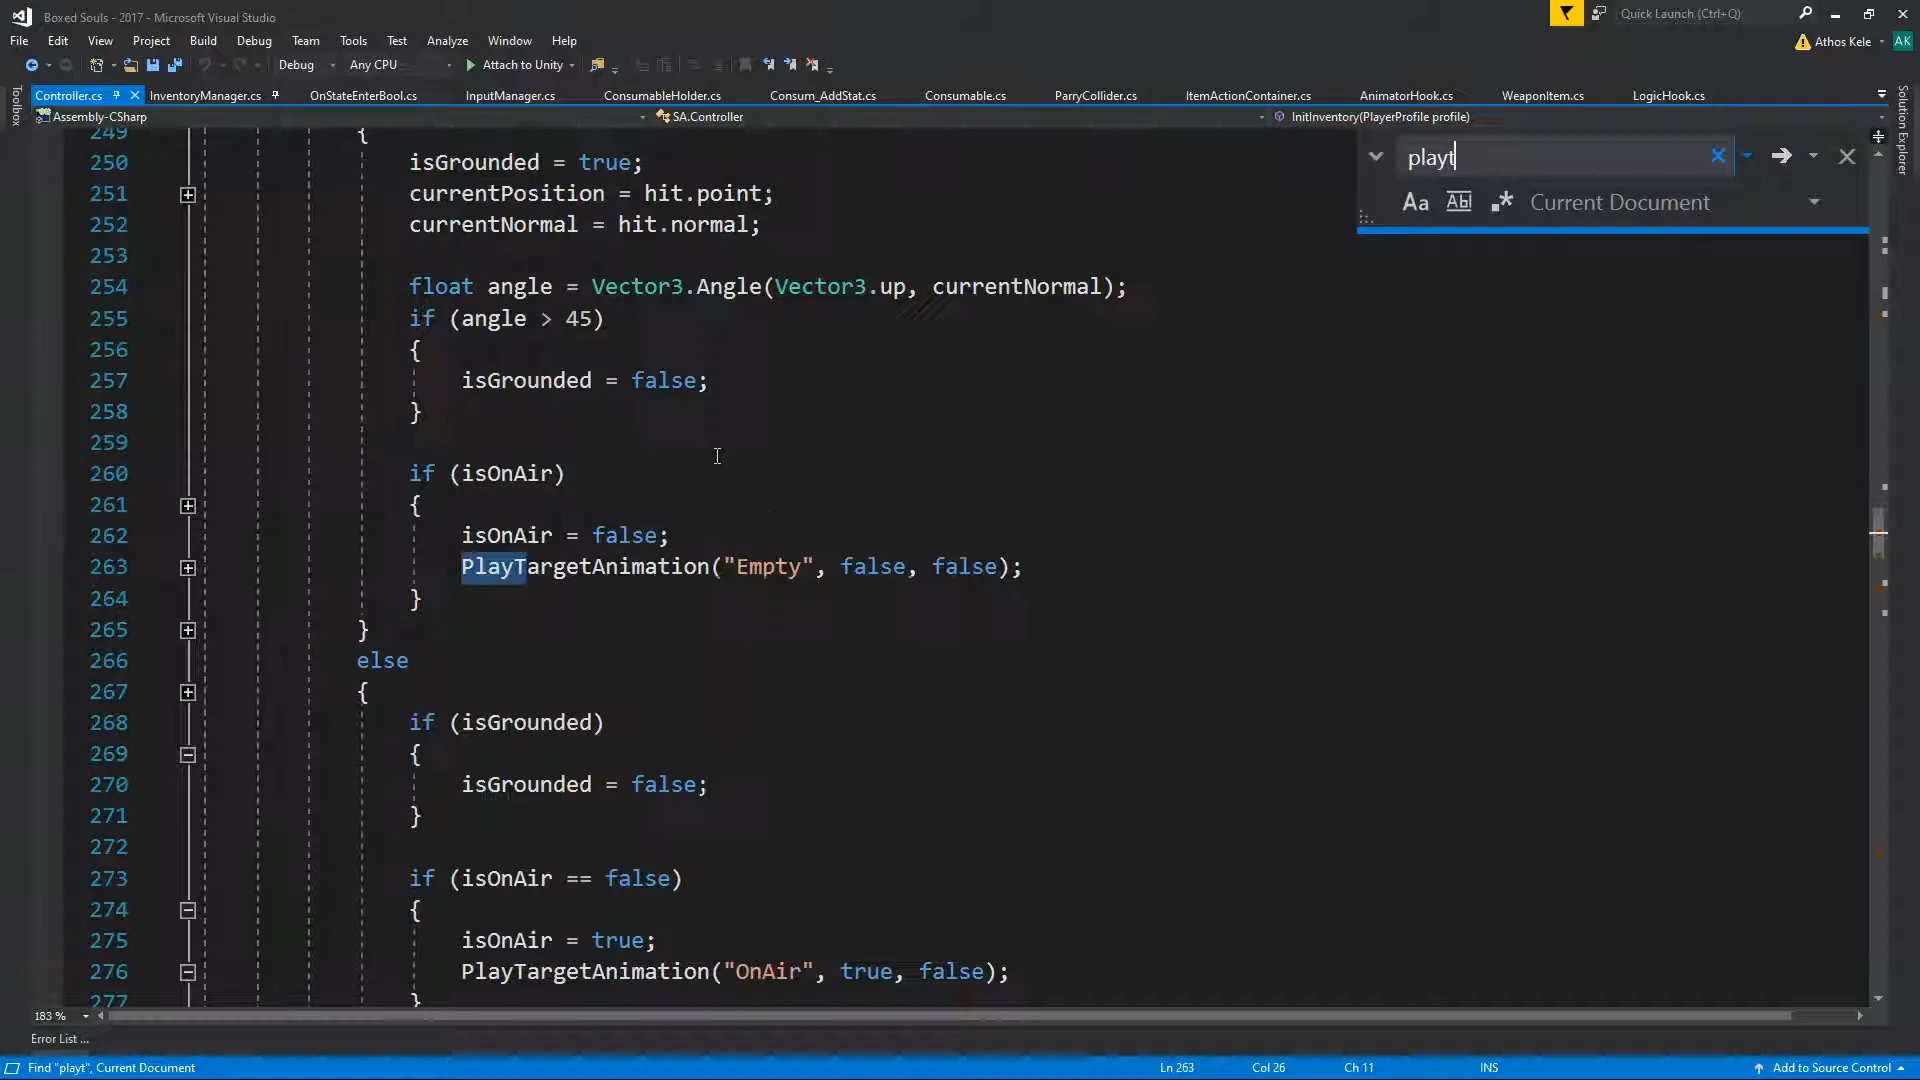 Boxed Souls - 2017 - Microsoft Visual Studio
Quick Launch (Ctrl+Q)
File Edit View Project Build Debug Team Tools Test Analyze Window Help
Athos Kele AK
Debug Any CPU Attach to Unity
Toolbox
Controller.cs InventoryManager.cs OnStateEnterBool.cs InputManager.cs ConsumableHolder.cs Consum_AddStat.cs Consumable.cs ParryCollider.cs ItemActionContainer.cs AnimatorHook.cs WeaponItem.cs LogicHook.cs
Solution Explorer
Assembly-CSharp SA.Controller InitInventory(PlayerProfile profile)
playt
Aa Abl .* Current Document
249 {
250 isGrounded = true;
251 currentPosition = hit.point;
252 currentNormal = hit.normal;
253
254 float angle = Vector3.Angle(Vector3.up, currentNormal);
255 if (angle > 45)
256 {
257 isGrounded = false;
258 }
259
260 if (isOnAir)
261 {
262 isOnAir = false;
263 PlayTargetAnimation("Empty", false, false);
264 }
265 }
266 else
267 {
268 if (isGrounded)
269 {
270 isGrounded = false;
271 }
272
273 if (isOnAir == false)
274 {
275 isOnAir = true;
276 PlayTargetAnimation("OnAir", true, false);
277 }
183 %
Error List ...
Find "playt", Current Document Ln 263 Col 26 Ch 11 INS Add to Source Control